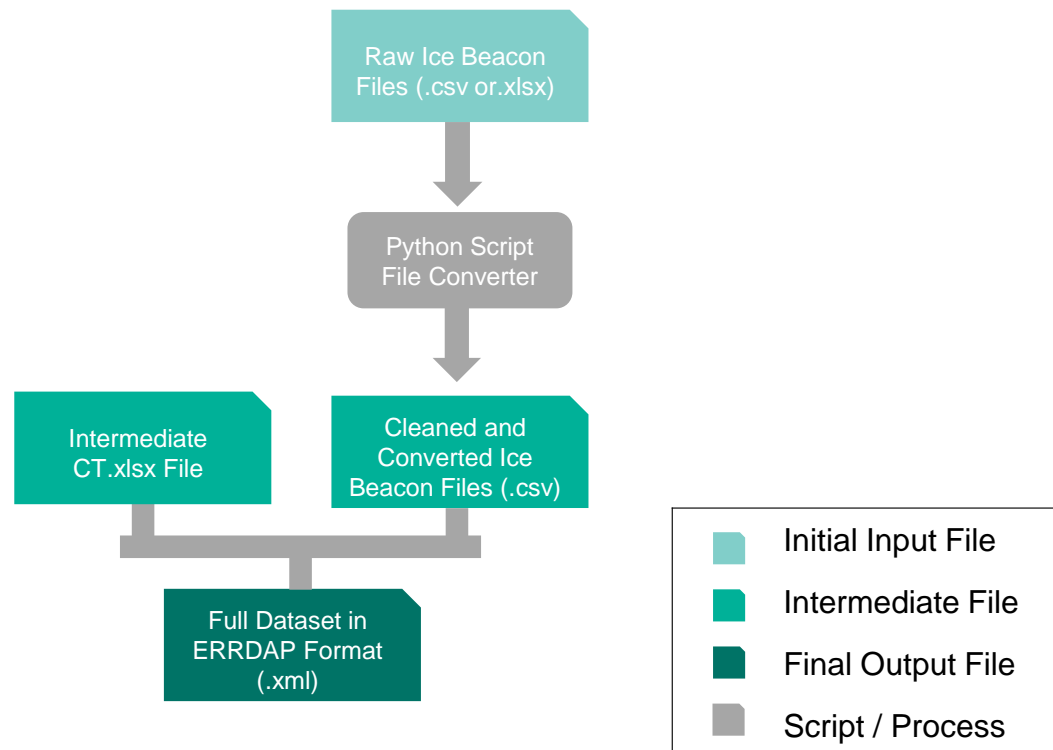 Raw Ice Beacon
Files (.csv or.xlsx)
Python Script
File Converter
Intermediate
CT.xlsx File
Cleaned and
Converted Ice
Beacon Files (.csv)
Full Dataset in
ERRDAP Format
(.xml)
Initial Input File
Intermediate File
Final Output File
Script / Process